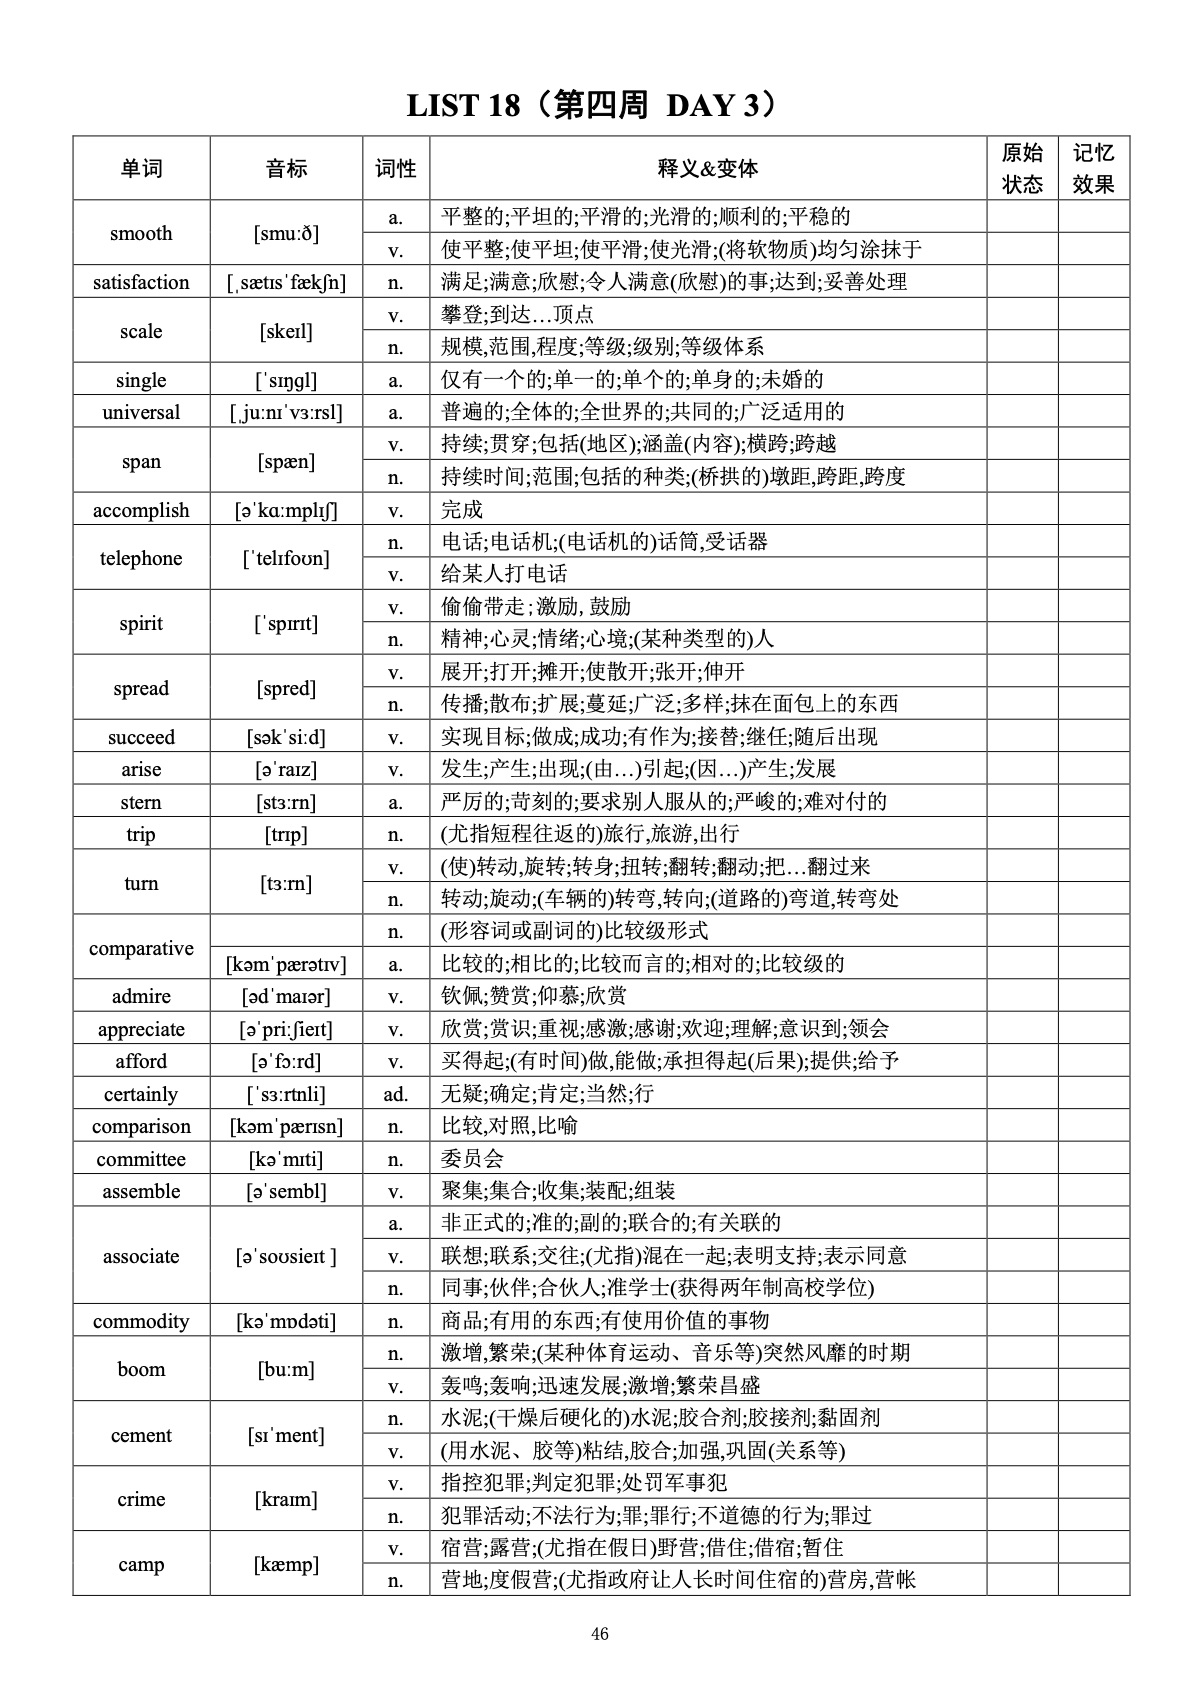 LIST 18（第四周 DAY 3）
单词 音标 词性 释义&变体 原始状态 记忆效果
smooth [smuːð] a. 平整的;平坦的;平滑的;光滑的;顺利的;平稳的
v. 使平整;使平坦;使平滑;使光滑;(将软物质)均匀涂抹于
satisfaction [ˌsætɪsˈfækʃn] n. 满足;满意;欣慰;令人满意(欣慰)的事;达到;妥善处理
scale [skeɪl] v. 攀登;到达…顶点
n. 规模,范围,程度;等级;级别;等级体系
single [ˈsɪŋɡl] a. 仅有一个的;单一的;单个的;单身的;未婚的
universal [ˌjuːnɪˈvɜːrsl] a. 普遍的;全体的;全世界的;共同的;广泛适用的
span [spæn] v. 持续;贯穿;包括(地区);涵盖(内容);横跨;跨越
n. 持续时间;范围;包括的种类;(桥拱的)墩距,跨距,跨度
accomplish [əˈkɑːmplɪʃ] v. 完成
telephone [ˈtelɪfoʊn] n. 电话;电话机;(电话机的)话筒,受话器
v. 给某人打电话
spirit [ˈspɪrɪt] v. 偷偷带走;激励,鼓励
n. 精神;心灵;情绪;心境;(某种类型的)人
spread [spred] v. 展开;打开;摊开;使散开;张开;伸开
n. 传播;散布;扩展;蔓延;广泛;多样;抹在面包上的东西
succeed [səkˈsiːd] v. 实现目标;做成;成功;有作为;接替;继任;随后出现
arise [əˈraɪz] v. 发生;产生;出现;(由…)引起;(因…)产生;发展
stern [stɜːrn] a. 严厉的;苛刻的;要求别人服从的;严峻的;难对付的
trip [trɪp] n. (尤指短程往返的)旅行,旅游,出行
turn [tɜːrn] v. (使)转动,旋转;转身;扭转;翻转;翻动;把…翻过来
n. 转动;旋动;(车辆的)转弯,转向;(道路的)弯道,转弯处
comparative n. (形容词或副词的)比较级形式
[kəmˈpærətɪv] a. 比较的;相比的;比较而言的;相对的;比较级的
admire [ədˈmaɪər] v. 钦佩;赞赏;仰慕;欣赏
appreciate [əˈpriːʃieɪt] v. 欣赏;赏识;重视;感激;感谢;欢迎;理解;意识到;领会
afford [əˈfɔːrd] v. 买得起;(有时间)做,能做;承担得起(后果);提供;给予
certainly [ˈsɜːrtnli] ad. 无疑;确定;肯定;当然;行
comparison [kəmˈpærɪsn] n. 比较,对照,比喻
committee [kəˈmɪti] n. 委员会
assemble [əˈsembl] v. 聚集;集合;收集;装配;组装
associate [əˈsoʊsieɪt ] a. 非正式的;准的;副的;联合的;有关联的
v. 联想;联系;交往;(尤指)混在一起;表明支持;表示同意
n. 同事;伙伴;合伙人;准学士(获得两年制高校学位)
commodity [kəˈmɒdəti] n. 商品;有用的东西;有使用价值的事物
boom [buːm] n. 激增,繁荣;(某种体育运动、音乐等)突然风靡的时期
v. 轰鸣;轰响;迅速发展;激增;繁荣昌盛
cement [sɪˈment] n. 水泥;(干燥后硬化的)水泥;胶合剂;胶接剂;黏固剂
v. (用水泥、胶等)粘结,胶合;加强,巩固(关系等)
crime [kraɪm] v. 指控犯罪;判定犯罪;处罚军事犯
n. 犯罪活动;不法行为;罪;罪行;不道德的行为;罪过
camp [kæmp] v. 宿营;露营;(尤指在假日)野营;借住;借宿;暂住
n. 营地;度假营;(尤指政府让人长时间住宿的)营房,营帐
46